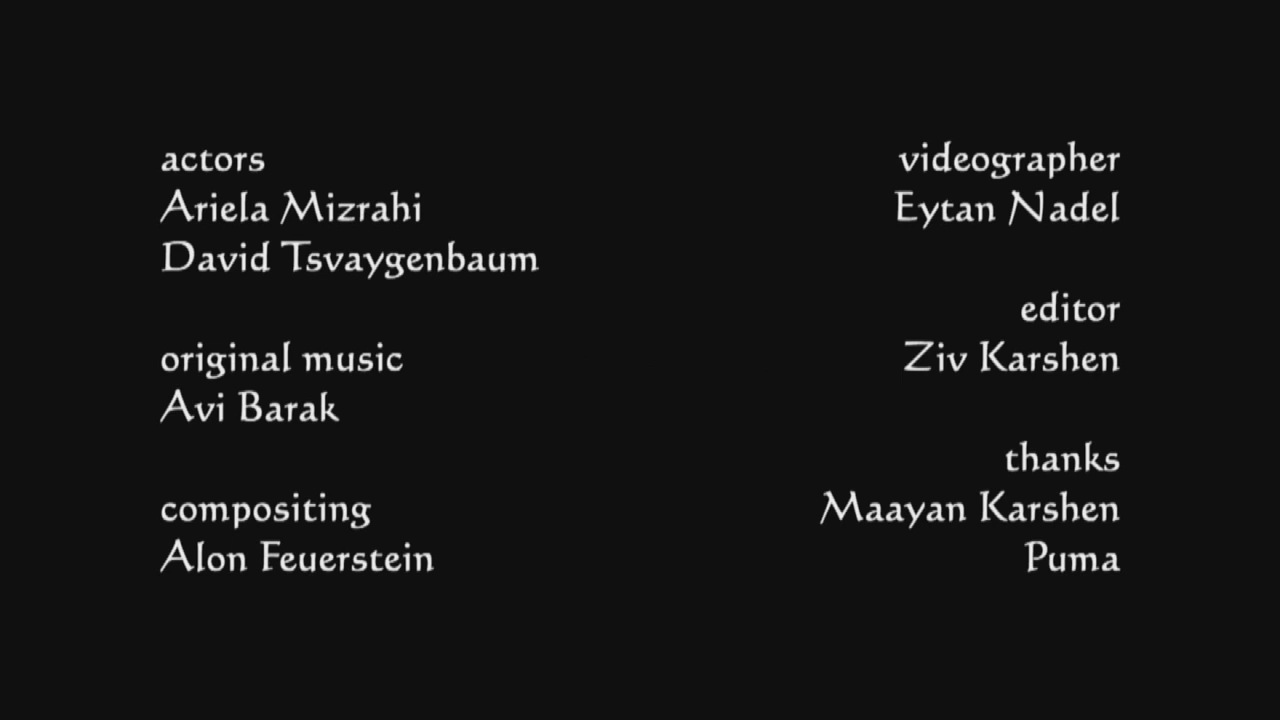 actors
Ariela Mizrahi
David Tsvaygenbaum
original music
Avi Barak
compositing
Alon Feuerstein
videographer
Eytan Nadel
editor
Ziv Karshen
thanks
Maayan Karshen
Puma